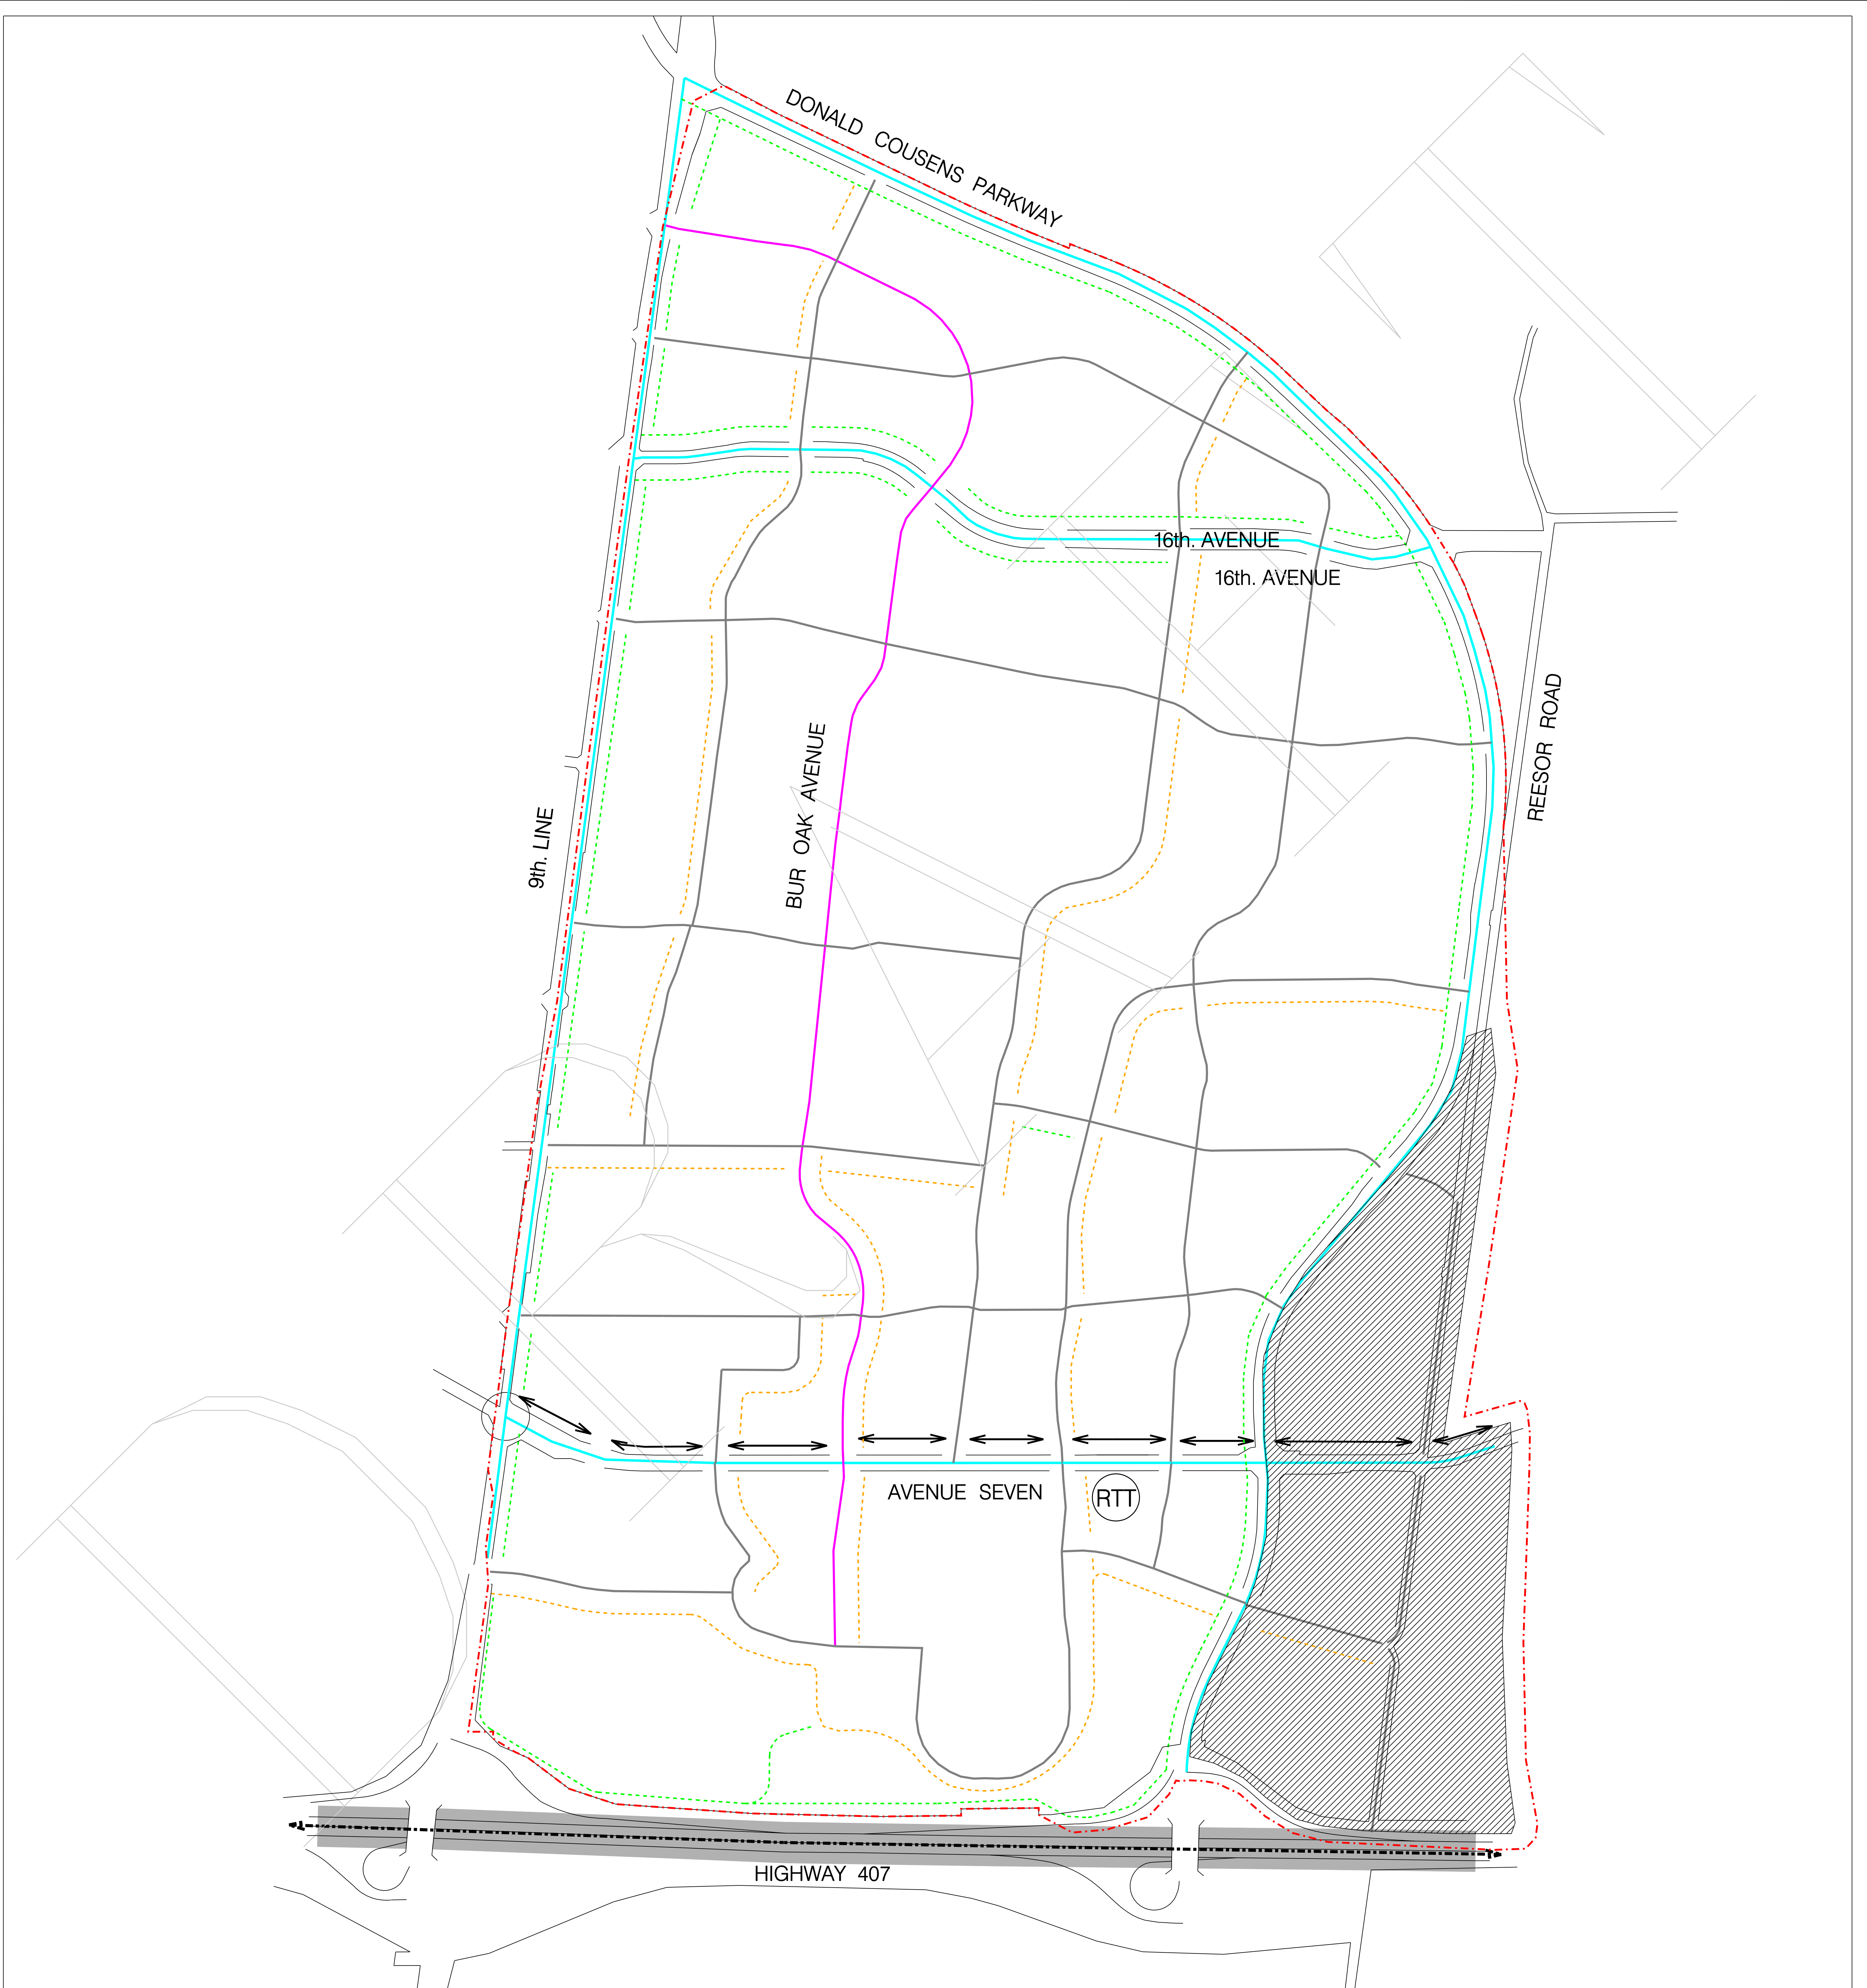 DONALD COUSENS PARKWAY
16th. AVENUE
16th. AVENUE
REESOR ROAD
BUR OAK AVENUE
9th. LINE
AVENUE SEVEN
RTT
HIGHWAY 407